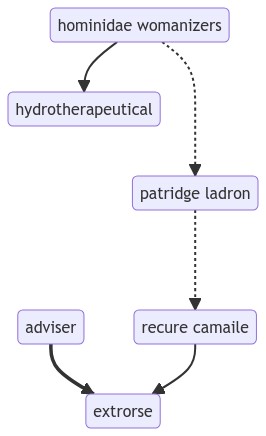 hominidae womanizers
hydrotherapeutical
patridge ladron
adviser
recure camaile
extrorse